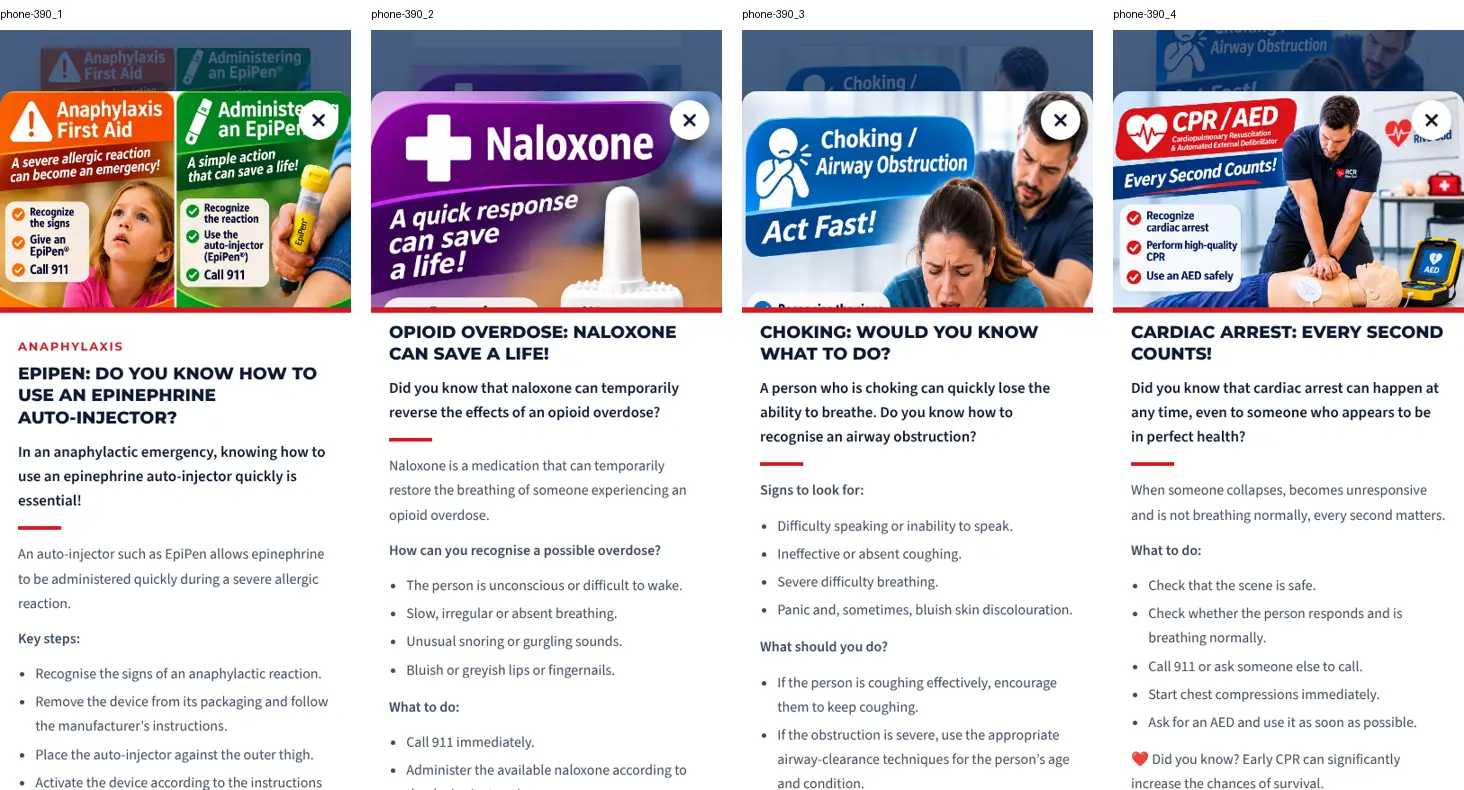 phone-390_1
Anaphylaxis
First Aid
Administering
an EpiPen®
Anaphylaxis
First Aid
A severe allergic reaction
can become an emergency!
Recognize
the signs
Give an
EpiPen®
Call 911
an EpiPen
A simple action
that can save a life!
Recognize
the reaction
Use the
auto-injector
(EpiPen®)
Call 911
EpiPen®
ANAPHYLAXIS
EPIPEN: DO YOU KNOW HOW TO
USE AN EPINEPHRINE
AUTO-INJECTOR?
In an anaphylactic emergency, knowing how to
use an epinephrine auto-injector quickly is
essential!
An auto-injector such as EpiPen allows epinephrine
to be administered quickly during a severe allergic
reaction.
Key steps:
• Recognise the signs of an anaphylactic reaction.
• Remove the device from its packaging and follow
the manufacturer’s instructions.
• Place the auto-injector against the outer thigh.
• Activate the device according to the instructions
phone-390_2
Naloxone
A quick response
can save
a life!
OPIOID OVERDOSE: NALOXONE
CAN SAVE A LIFE!
Did you know that naloxone can temporarily
reverse the effects of an opioid overdose?
Naloxone is a medication that can temporarily
restore the breathing of someone experiencing an
opioid overdose.
How can you recognise a possible overdose?
• The person is unconscious or difficult to wake.
• Slow, irregular or absent breathing.
• Unusual snoring or gurgling sounds.
• Bluish or greyish lips or fingernails.
What to do:
• Call 911 immediately.
• Administer the available naloxone according to
phone-390_3
Choking /
Choking /
Airway Obstruction
Act Fast!
CHOKING: WOULD YOU KNOW
WHAT TO DO?
A person who is choking can quickly lose the
ability to breathe. Do you know how to
recognise an airway obstruction?
Signs to look for:
• Difficulty speaking or inability to speak.
• Ineffective or absent coughing.
• Severe difficulty breathing.
• Panic and, sometimes, bluish skin discolouration.
What should you do?
• If the person is coughing effectively, encourage
them to keep coughing.
• If the obstruction is severe, use the appropriate
airway-clearance techniques for the person’s age
and condition.
phone-390_4
Choking /
Airway Obstruction
CPR / AED
Cardiopulmonary Resuscitation
& Automated External Defibrillator
Every Second Counts!
Recognize
cardiac arrest
Perform high-quality
CPR
Use an AED safely
RCR
AED
CARDIAC ARREST: EVERY SECOND
COUNTS!
Did you know that cardiac arrest can happen at
any time, even to someone who appears to be
in perfect health?
When someone collapses, becomes unresponsive
and is not breathing normally, every second matters.
What to do:
• Check that the scene is safe.
• Check whether the person responds and is
breathing normally.
• Call 911 or ask someone else to call.
• Start chest compressions immediately.
• Ask for an AED and use it as soon as possible.
❤️ Did you know? Early CPR can significantly
increase the chances of survival.